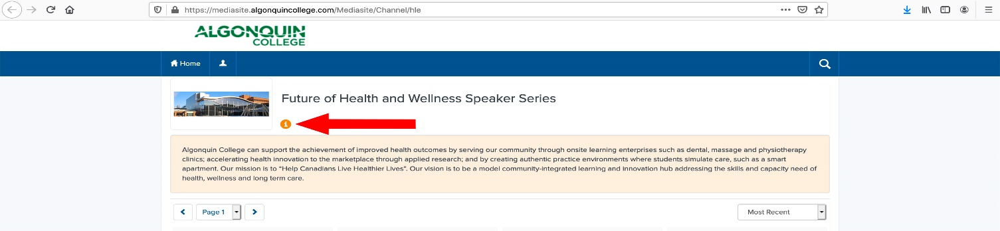 https://mediasite.algonquincollege.com/Mediasite/Channel/hle
ALGONQUIN
COLLEGE
Home
Future of Health and Wellness Speaker Series
Algonquin College can support the achievement of improved health outcomes by serving our community through onsite learning enterprises such as dental, massage and physiotherapy
clinics; accelerating health innovation to the marketplace through applied research; and by creating authentic practice environments where students simulate care, such as a smart
apartment. Our mission is to “Help Canadians Live Healthier Lives”. Our vision is to be a model community-integrated learning and innovation hub addressing the skills and capacity need of
health, wellness and long term care.
Page 1
Most Recent